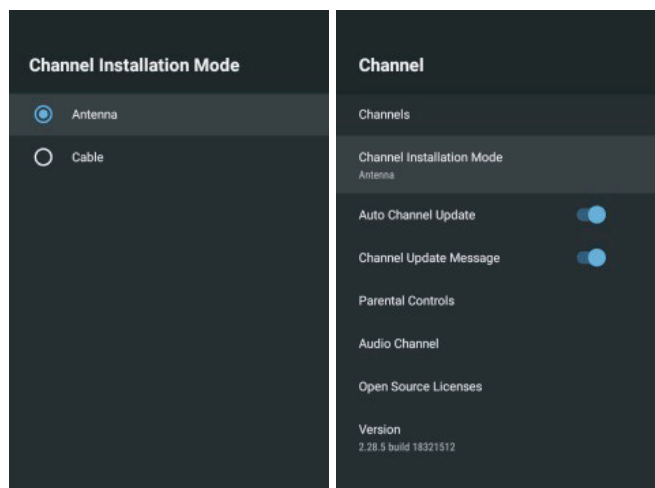 Channel Installation Mode
Antenna
Cable
Channel
Channels
Channel Installation Mode
Antenna
Auto Channel Update
Channel Update Message
Parental Controls
Audio Channel
Open Source Licenses
Version
2.28.5 build 18321512